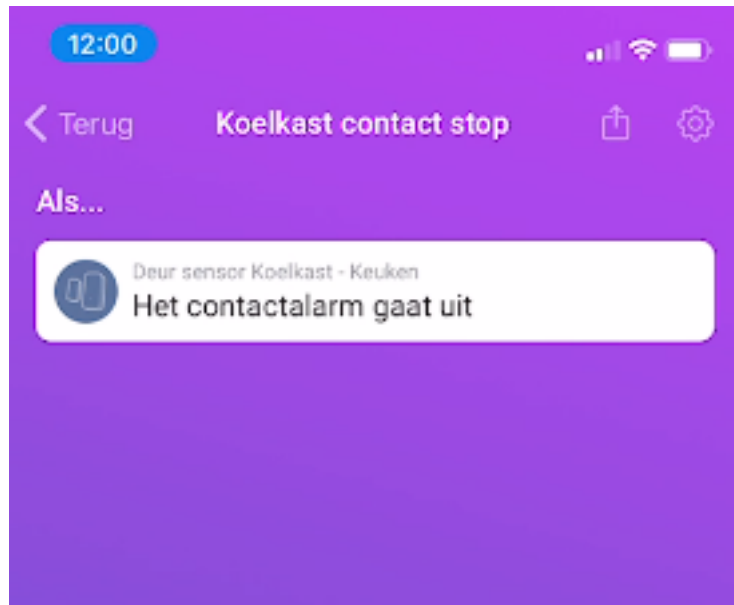 12:00
Terug
Koelkast contact stop
Als...
Deur sensor Koelkast - Keuken
Het contactalarm gaat uit